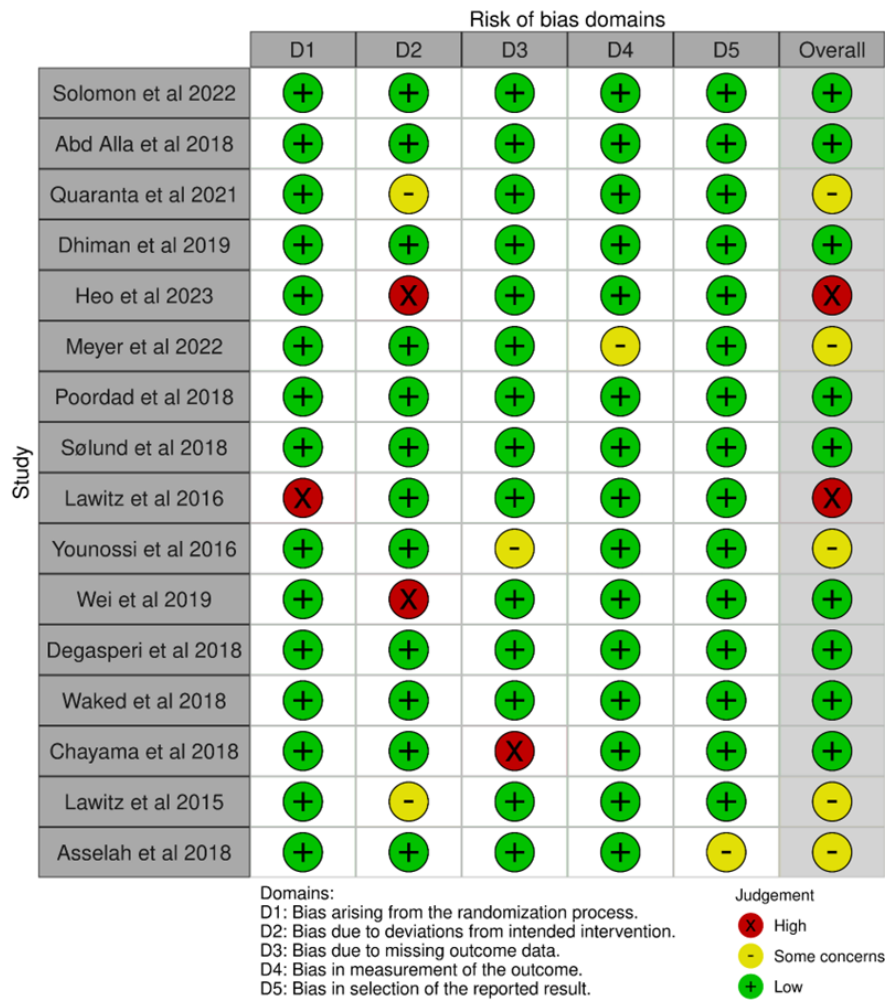 Risk of bias domains
D1 D2 D3 D4 D5 Overall
Study
Solomon et al 2022 + + + + + +
Abd Alla et al 2018 + + + + + +
Quaranta et al 2021 + - + + + -
Dhiman et al 2019 + + + + + +
Heo et al 2023 + X + + + X
Meyer et al 2022 + + + - + -
Poordad et al 2018 + + + + + +
Sølund et al 2018 + + + + + +
Lawitz et al 2016 X + + + + X
Younossi et al 2016 + + - + + -
Wei et al 2019 + X + + + +
Degasperi et al 2018 + + + + + +
Waked et al 2018 + + + + + +
Chayama et al 2018 + + X + + +
Lawitz et al 2015 + - + + + -
Asselah et al 2018 + + + + - -
Domains:
D1: Bias arising from the randomization process.
D2: Bias due to deviations from intended intervention.
D3: Bias due to missing outcome data.
D4: Bias in measurement of the outcome.
D5: Bias in selection of the reported result.
Judgement
X High
- Some concerns
+ Low